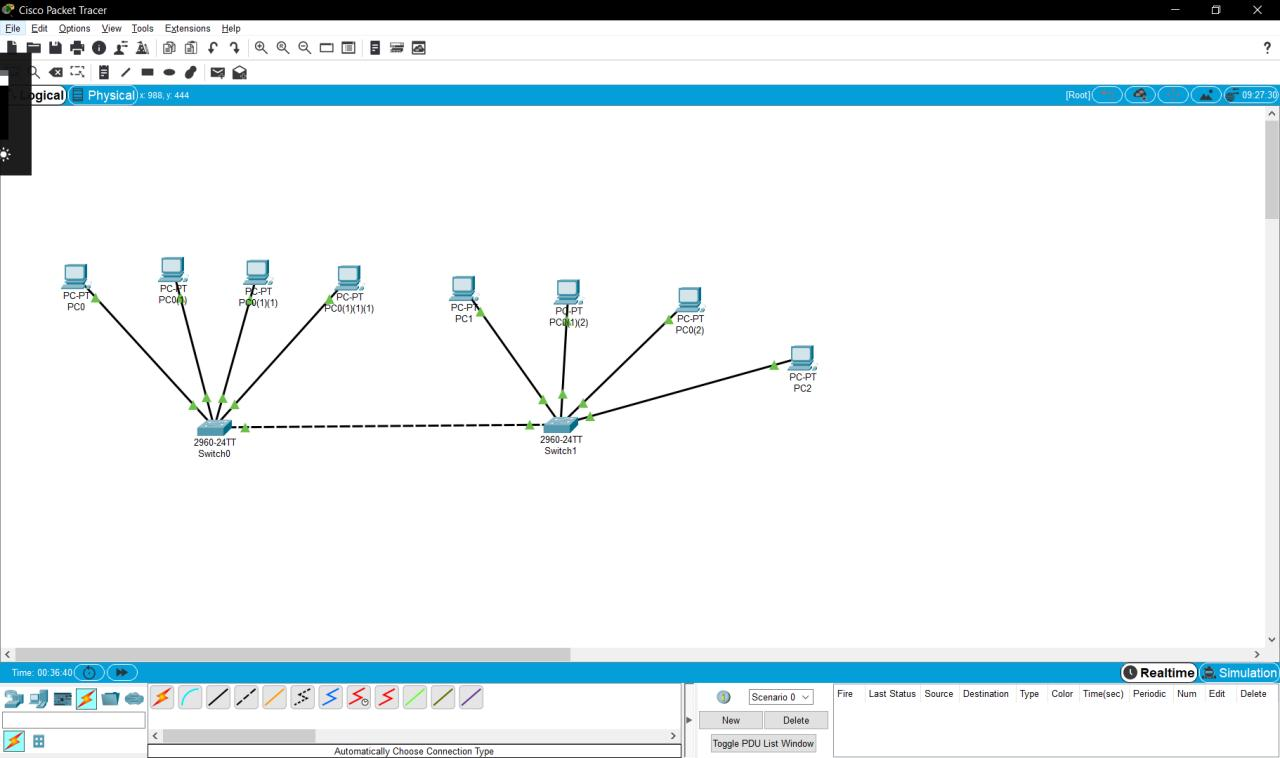 Cisco Packet Tracer
File Edit Options View Tools Extensions Help
?
Logical Physical x: 988, y: 444 [Root] 09:27:30
PC-PT
PC0
PC-PT
PC0(1)
PC-PT
PC0(1)(1)
PC-PT
PC0(1)(1)(1)
PC-PT
PC1
PC-PT
PC0(1)(2)
PC-PT
PC0(2)
PC-PT
PC2
2960-24TT
Switch0
2960-24TT
Switch1
Time: 00:36:40 Realtime Simulation
Scenario 0
New Delete
Toggle PDU List Window
Fire Last Status Source Destination Type Color Time(sec) Periodic Num Edit Delete
Automatically Choose Connection Type